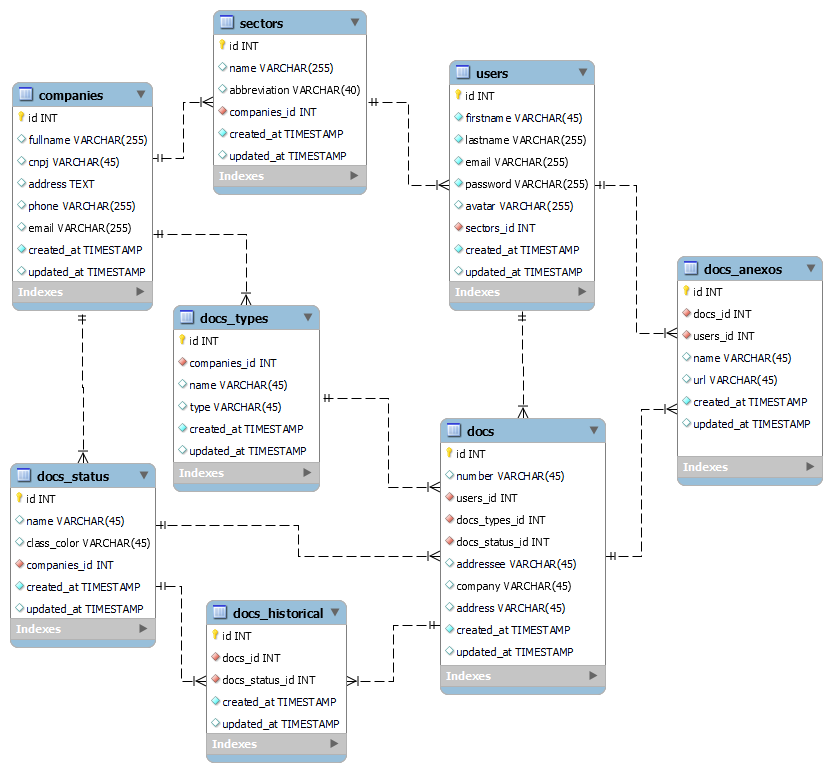 sectors
id INT
name VARCHAR(255)
abbreviation VARCHAR(40)
companies_id INT
created_at TIMESTAMP
updated_at TIMESTAMP
Indexes
companies
id INT
fullname VARCHAR(255)
cnpj VARCHAR(45)
address TEXT
phone VARCHAR(255)
email VARCHAR(255)
created_at TIMESTAMP
updated_at TIMESTAMP
Indexes
users
id INT
firstname VARCHAR(45)
lastname VARCHAR(255)
email VARCHAR(255)
password VARCHAR(255)
avatar VARCHAR(255)
sectors_id INT
created_at TIMESTAMP
updated_at TIMESTAMP
Indexes
docs_anexos
id INT
docs_id INT
users_id INT
name VARCHAR(45)
url VARCHAR(45)
created_at TIMESTAMP
updated_at TIMESTAMP
Indexes
docs_types
id INT
companies_id INT
name VARCHAR(45)
type VARCHAR(45)
created_at TIMESTAMP
updated_at TIMESTAMP
Indexes
docs
id INT
number VARCHAR(45)
users_id INT
docs_types_id INT
docs_status_id INT
addressee VARCHAR(45)
company VARCHAR(45)
address VARCHAR(45)
created_at TIMESTAMP
updated_at TIMESTAMP
Indexes
docs_status
id INT
name VARCHAR(45)
class_color VARCHAR(45)
companies_id INT
created_at TIMESTAMP
updated_at TIMESTAMP
Indexes
docs_historical
id INT
docs_id INT
docs_status_id INT
created_at TIMESTAMP
updated_at TIMESTAMP
Indexes